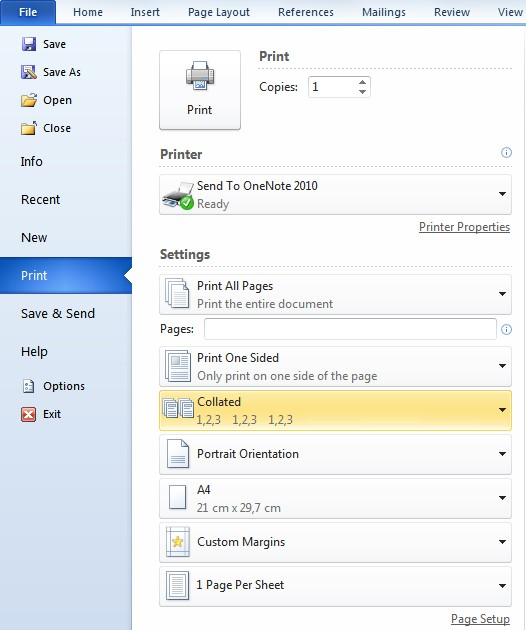 File Home Insert Page Layout References Mailings Review View
Save
Save As
Open
Close
Info
Recent
New
Print
Save & Send
Help
Options
Exit
Print
Print
Copies: 1
Printer
Send To OneNote 2010
Ready
Printer Properties
Settings
Print All Pages
Print the entire document
Pages:
Print One Sided
Only print on one side of the page
Collated
1,2,3 1,2,3 1,2,3
Portrait Orientation
A4
21 cm x 29,7 cm
Custom Margins
1 Page Per Sheet
Page Setup